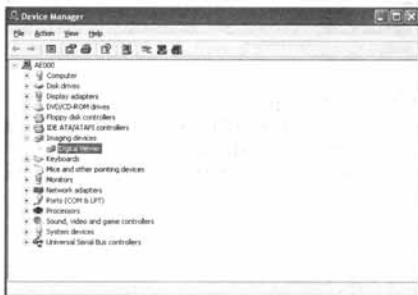 Device Manager
File Action View Help
AE000
Computer
Disk drives
Display adapters
DVD/CD-ROM drives
Floppy disk controllers
IDE ATA/ATAPI controllers
Imaging devices
Digital Viewer
Keyboards
Mice and other pointing devices
Monitors
Network adapters
Ports (COM & LPT)
Processors
Sound, video and game controllers
System devices
Universal Serial Bus controllers